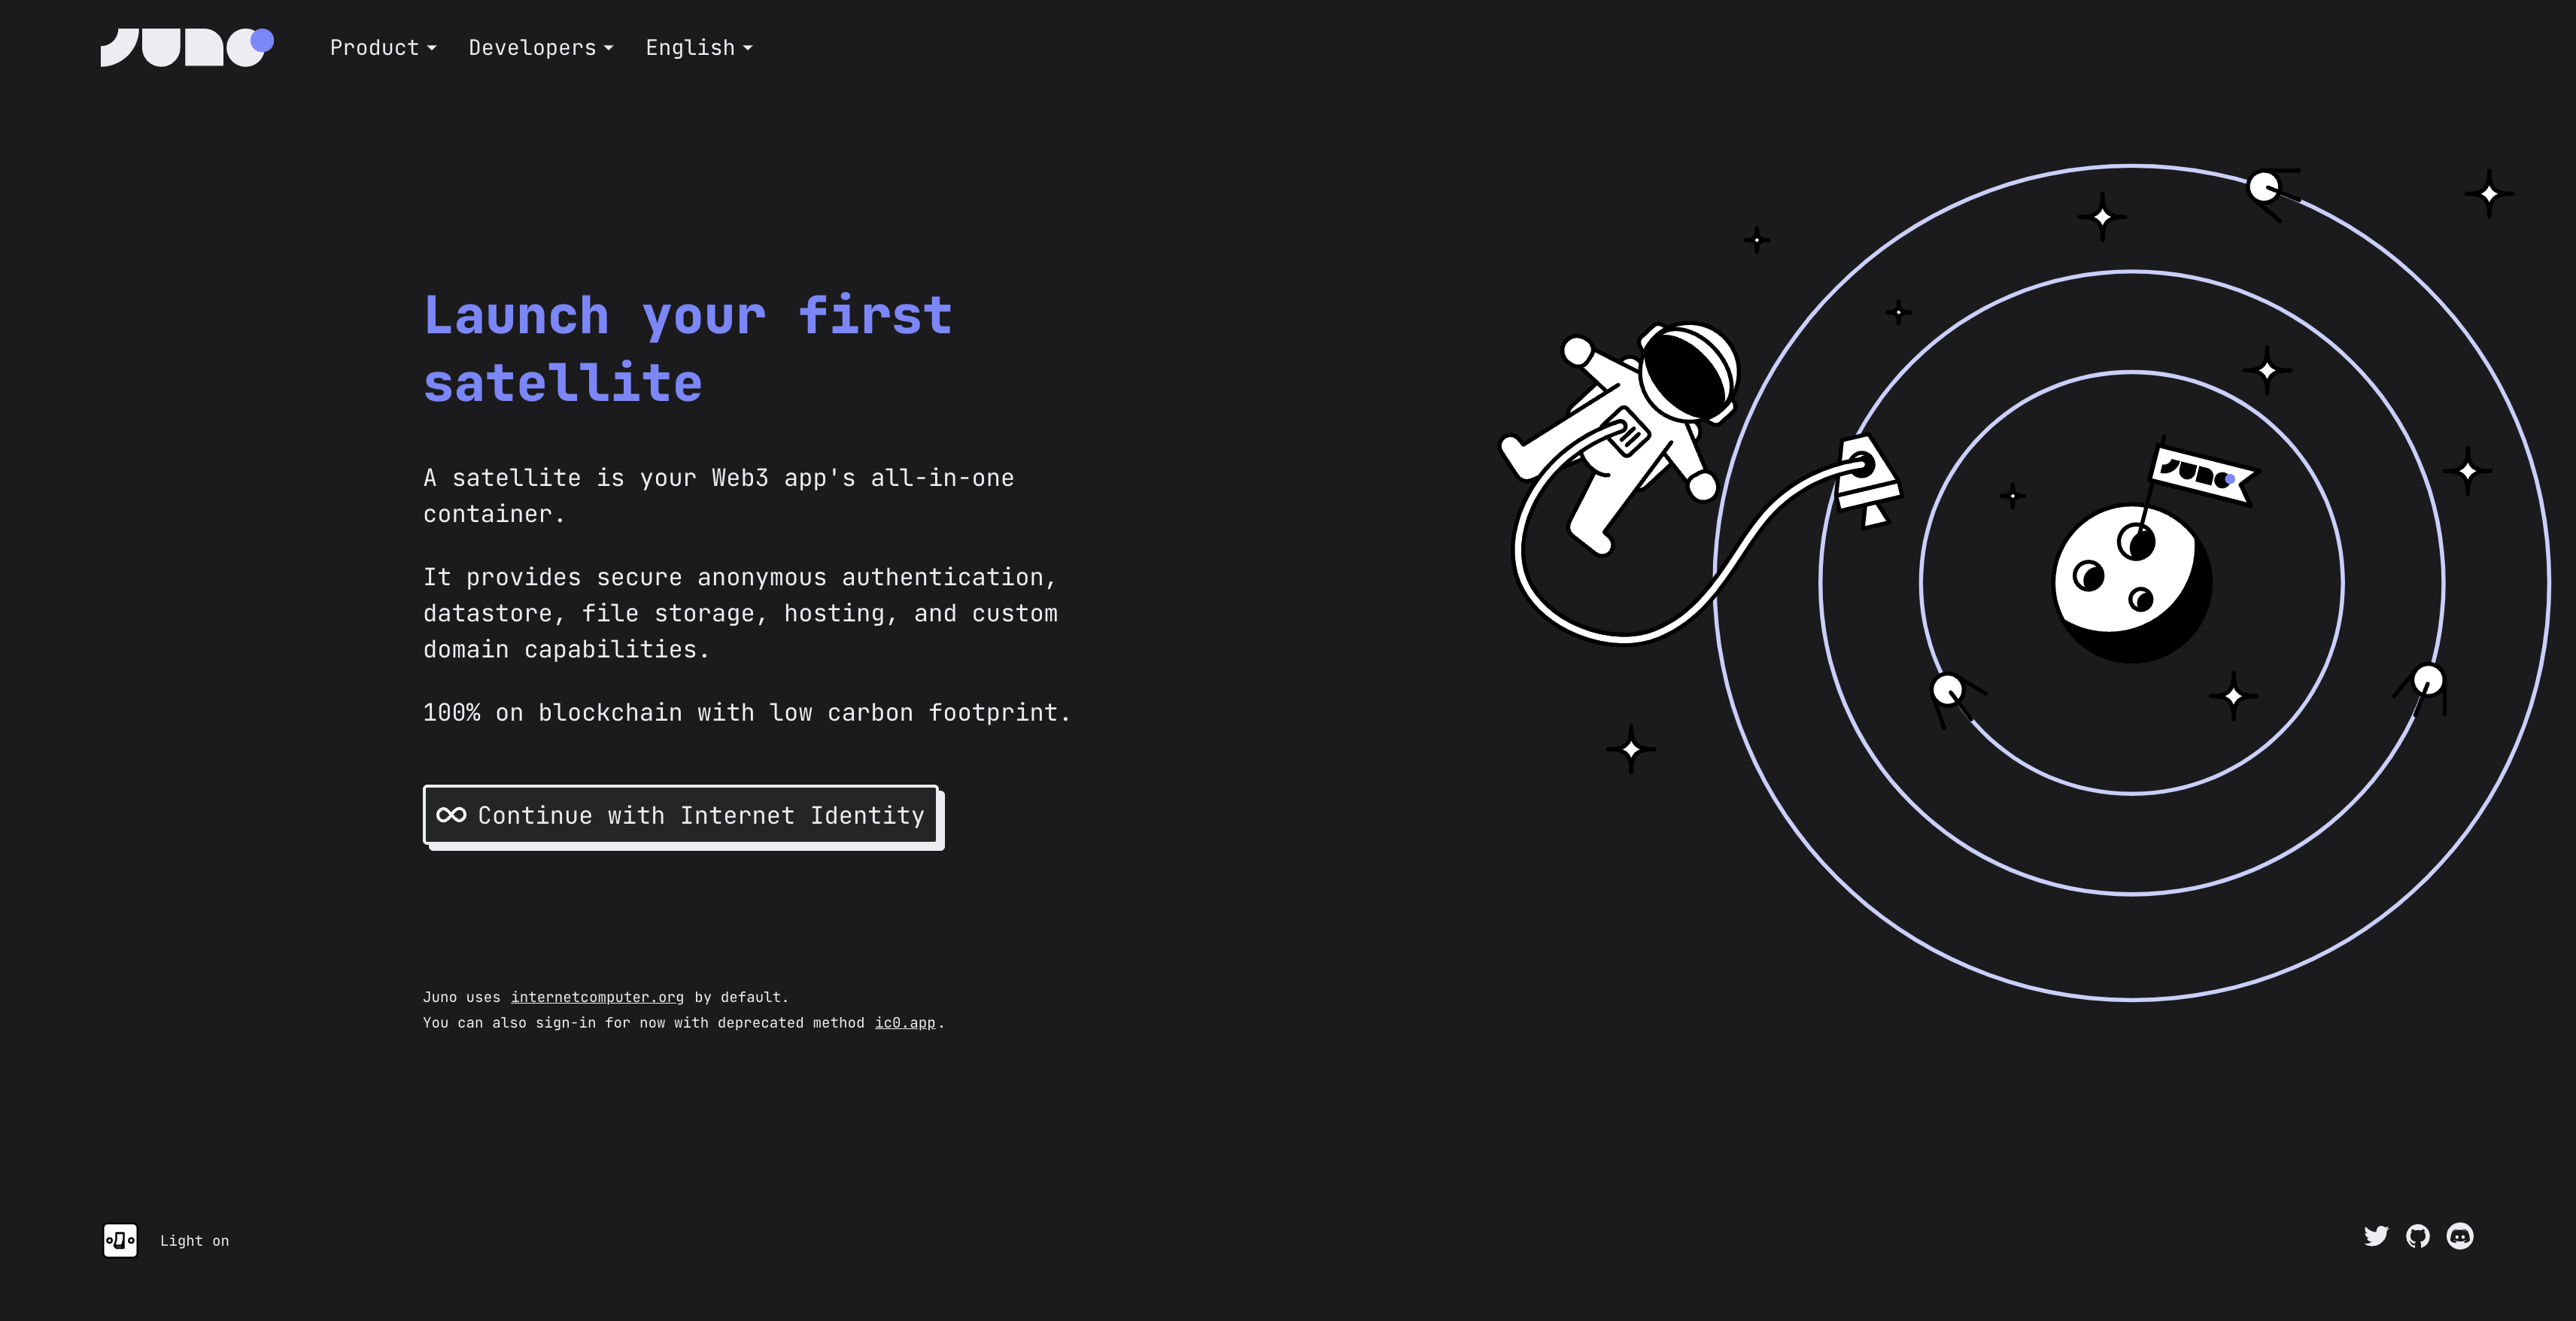 JUNO
Product
Developers
English
Launch your first
satellite
A satellite is your Web3 app's all-in-one
container.
It provides secure anonymous authentication,
datastore, file storage, hosting, and custom
domain capabilities.
100% on blockchain with low carbon footprint.
Continue with Internet Identity
JUNO
Juno uses internetcomputer.org by default.
You can also sign-in for now with deprecated method ic0.app.
Light on